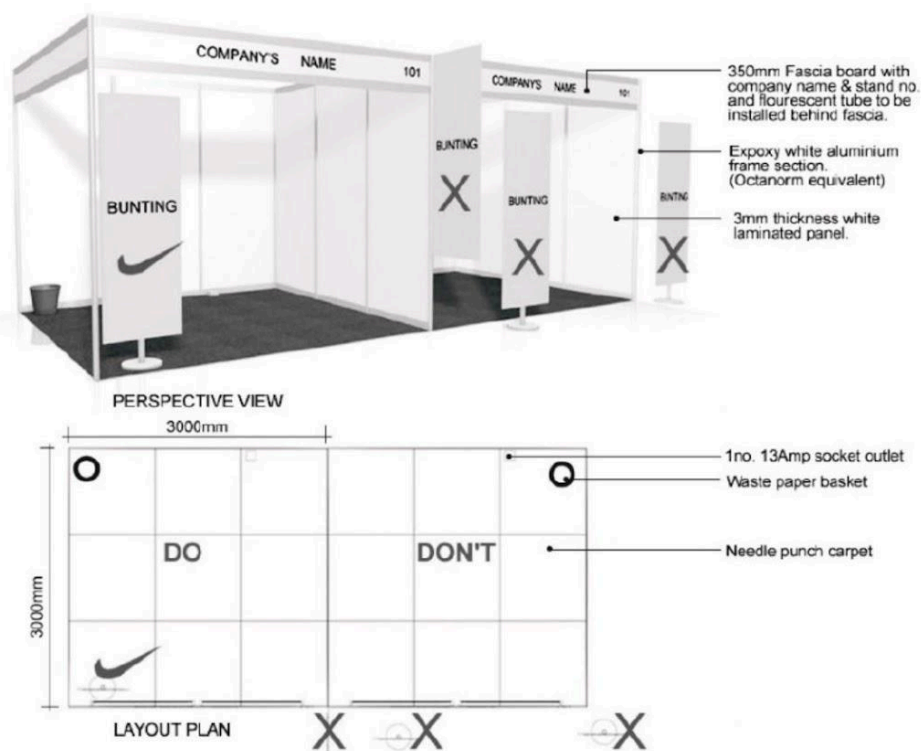 COMPANY'S NAME 101
COMPANY'S NAME 101
350mm Fascia board with
company name & stand no.
and flourescent tube to be
installed behind fascia.
BUNTING
BUNTING
BUNTING
BUNTING
X
X
X
Expoxy white aluminium
frame section.
(Octanorm equivalent)
3mm thickness white
laminated panel.
PERSPECTIVE VIEW
3000mm
3000mm
1no. 13Amp socket outlet
Waste paper basket
Needle punch carpet
DO
DON'T
LAYOUT PLAN
X
X
X